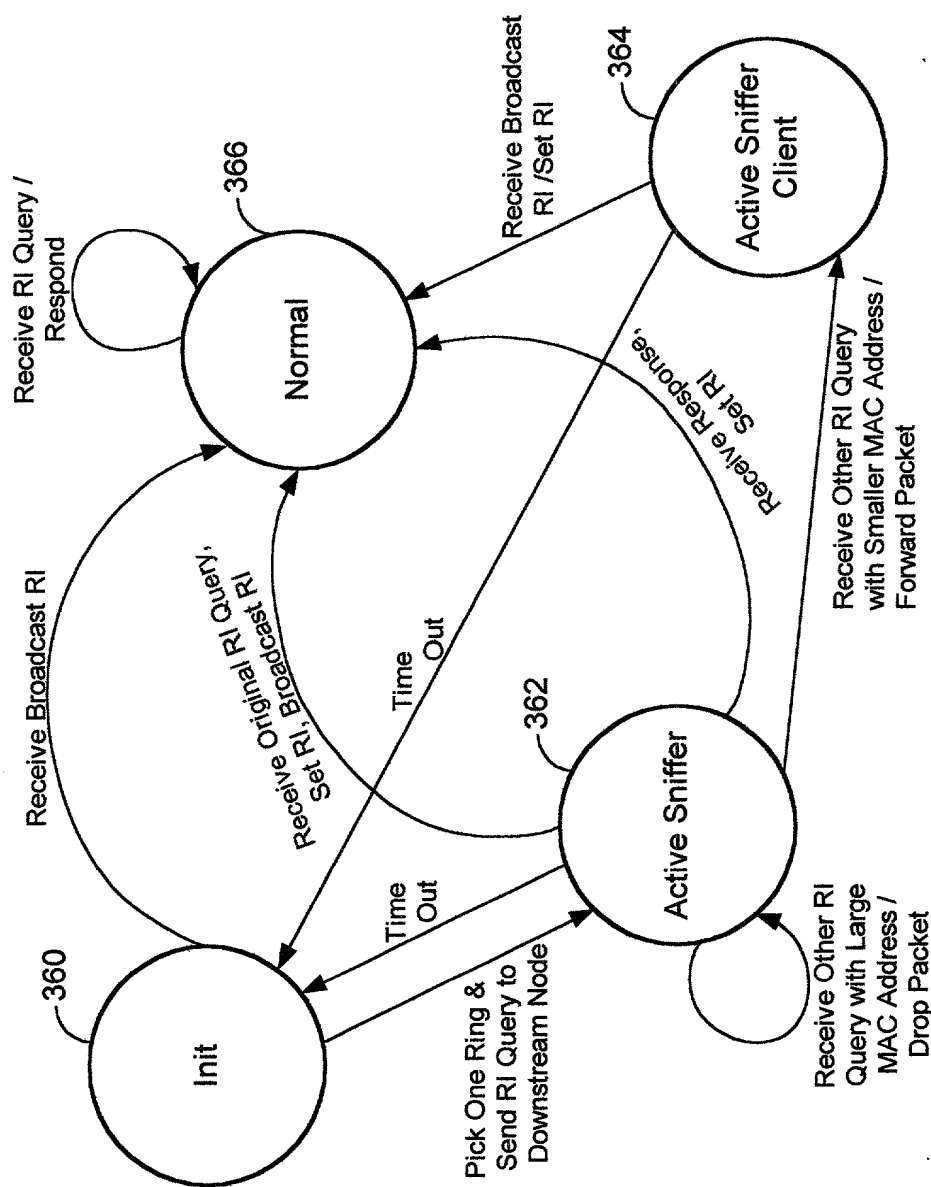 360
Init
Receive Broadcast RI
Receive RI Query /
Respond
366
Normal
Time
Out
Pick One Ring &
Send RI Query to
Downstream Node
Receive Original RI Query,
Set RI, Broadcast RI
Time
Out
Receive Broadcast
RI /Set RI
364
Active Sniffer
Client
362
Active Sniffer
Receive Response,
Set RI
Receive Other RI
Query with Large
MAC Address /
Drop Packet
Receive Other RI Query
with Smaller MAC Address /
Forward Packet